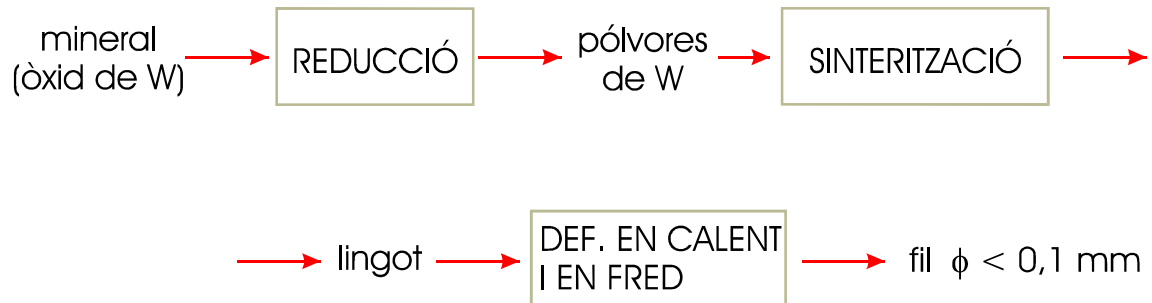 mineral
(òxid de W)
REDUCCIÓ
pólvores
de W
SINTERITZACIÓ
lingot
DEF. EN CALENT
I EN FRED
fil ϕ < 0,1 mm